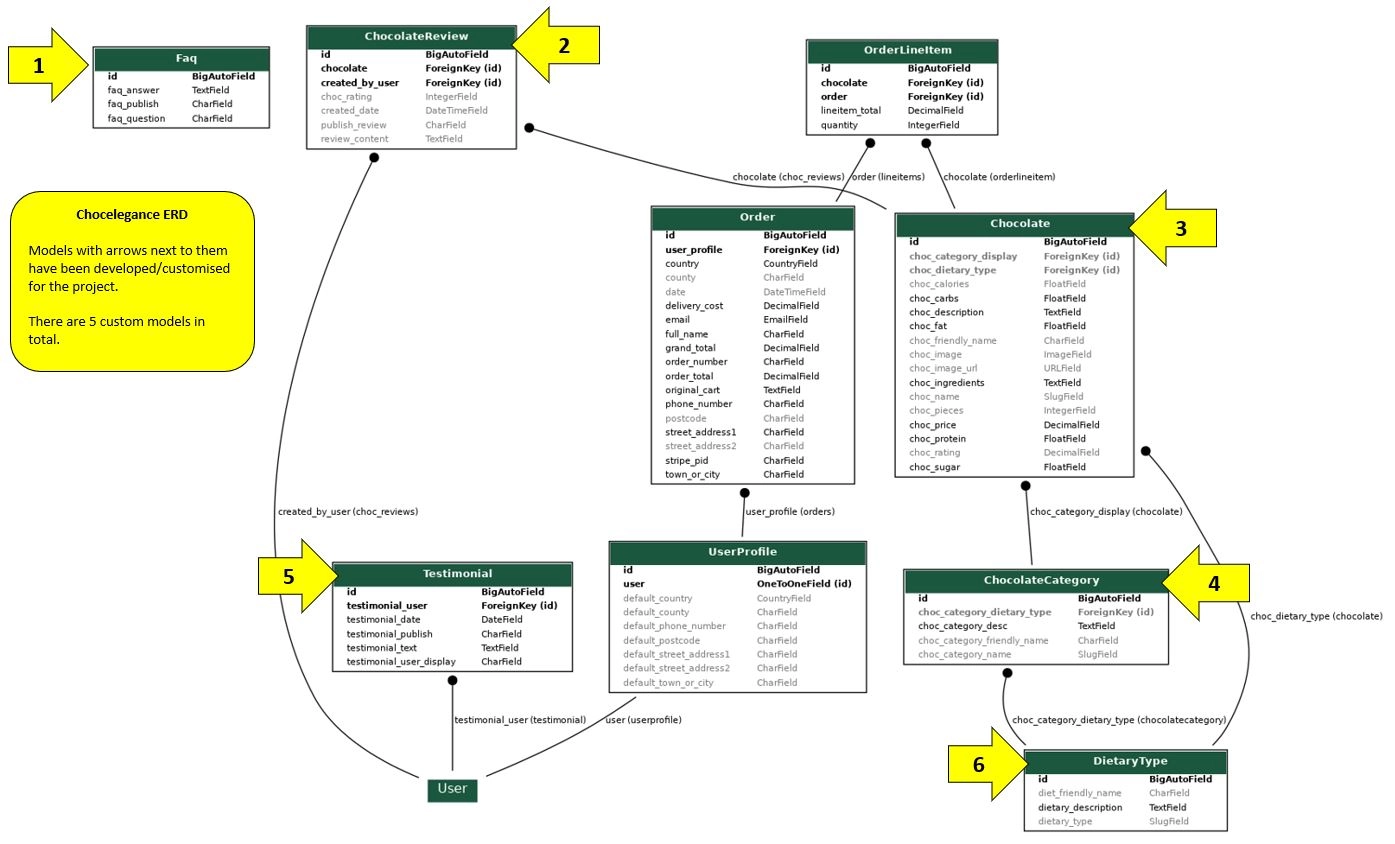 1
Faq
id BigAutoField
faq_answer TextField
faq_publish CharField
faq_question CharField
ChocolateReview
id BigAutoField
chocolate ForeignKey (id)
created_by_user ForeignKey (id)
choc_rating IntegerField
created_date DateTimeField
publish_review CharField
review_content TextField
2
OrderLineItem
id BigAutoField
chocolate ForeignKey (id)
order ForeignKey (id)
lineitem_total DecimalField
quantity IntegerField
chocolate (choc_reviews)
order (lineitems)
chocolate (orderlineitem)
Chocelegance ERD
Models with arrows next to them
have been developed/customised
for the project.
There are 5 custom models in
total.
Order
id BigAutoField
user_profile ForeignKey (id)
country CountryField
county CharField
date DateTimeField
delivery_cost DecimalField
email EmailField
full_name CharField
grand_total DecimalField
order_number CharField
order_total DecimalField
original_cart TextField
phone_number CharField
postcode CharField
street_address1 CharField
street_address2 CharField
stripe_pid CharField
town_or_city CharField
Chocolate
id BigAutoField
choc_category_display ForeignKey (id)
choc_dietary_type ForeignKey (id)
choc_calories FloatField
choc_carbs FloatField
choc_description TextField
choc_fat FloatField
choc_friendly_name CharField
choc_image ImageField
choc_image_url URLField
choc_ingredients TextField
choc_name SlugField
choc_pieces IntegerField
choc_price DecimalField
choc_protein FloatField
choc_rating DecimalField
choc_sugar FloatField
3
created_by_user (choc_reviews)
user_profile (orders)
choc_category_display (chocolate)
5
Testimonial
id BigAutoField
testimonial_user ForeignKey (id)
testimonial_date DateField
testimonial_publish CharField
testimonial_text TextField
testimonial_user_display CharField
UserProfile
id BigAutoField
user OneToOneField (id)
default_country CountryField
default_county CharField
default_phone_number CharField
default_postcode CharField
default_street_address1 CharField
default_street_address2 CharField
default_town_or_city CharField
ChocolateCategory
id BigAutoField
choc_category_dietary_type ForeignKey (id)
choc_category_desc TextField
choc_category_friendly_name CharField
choc_category_name SlugField
4
choc_dietary_type (chocolate)
testimonial_user (testimonial)
user (userprofile)
choc_category_dietary_type (chocolatecategory)
User
6
DietaryType
id BigAutoField
diet_friendly_name CharField
dietary_description TextField
dietary_type SlugField